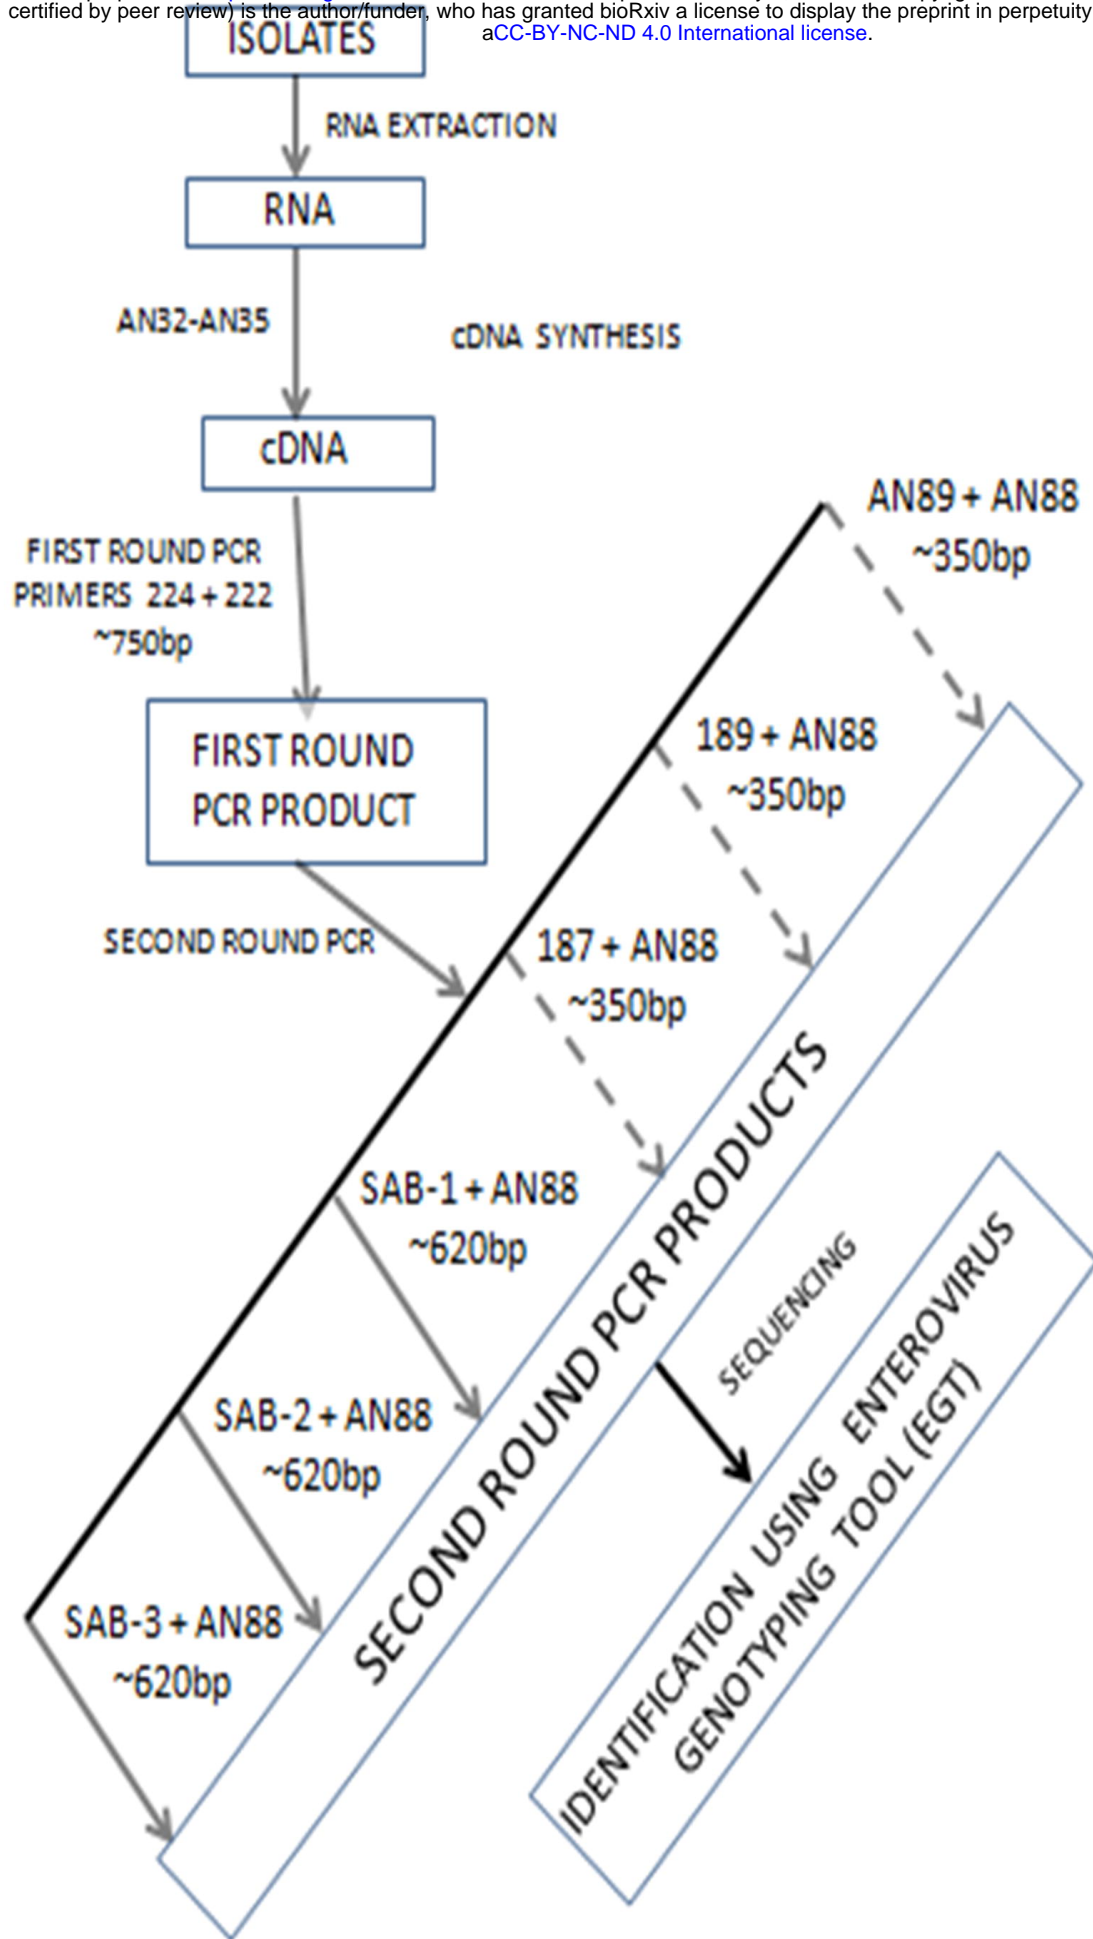 certified by peer review) is the author/funder, who has granted bioRxiv a license to display the preprint in perpetuity
aCC-BY-NC-ND 4.0 International license.
ISOLATES
RNA EXTRACTION
RNA
AN32-AN35
cDNA SYNTHESIS
cDNA
FIRST ROUND PCR
PRIMERS 224 + 222
~750bp
FIRST ROUND
PCR PRODUCT
SECOND ROUND PCR
AN89 + AN88
~350bp
189 + AN88
~350bp
187 + AN88
~350bp
SAB-1 + AN88
~620bp
SAB-2 + AN88
~620bp
SAB-3 + AN88
~620bp
SECOND ROUND PCR PRODUCTS
SEQUENCING
IDENTIFICATION USING ENTEROVIRUS
GENOTYPING TOOL (EGT)